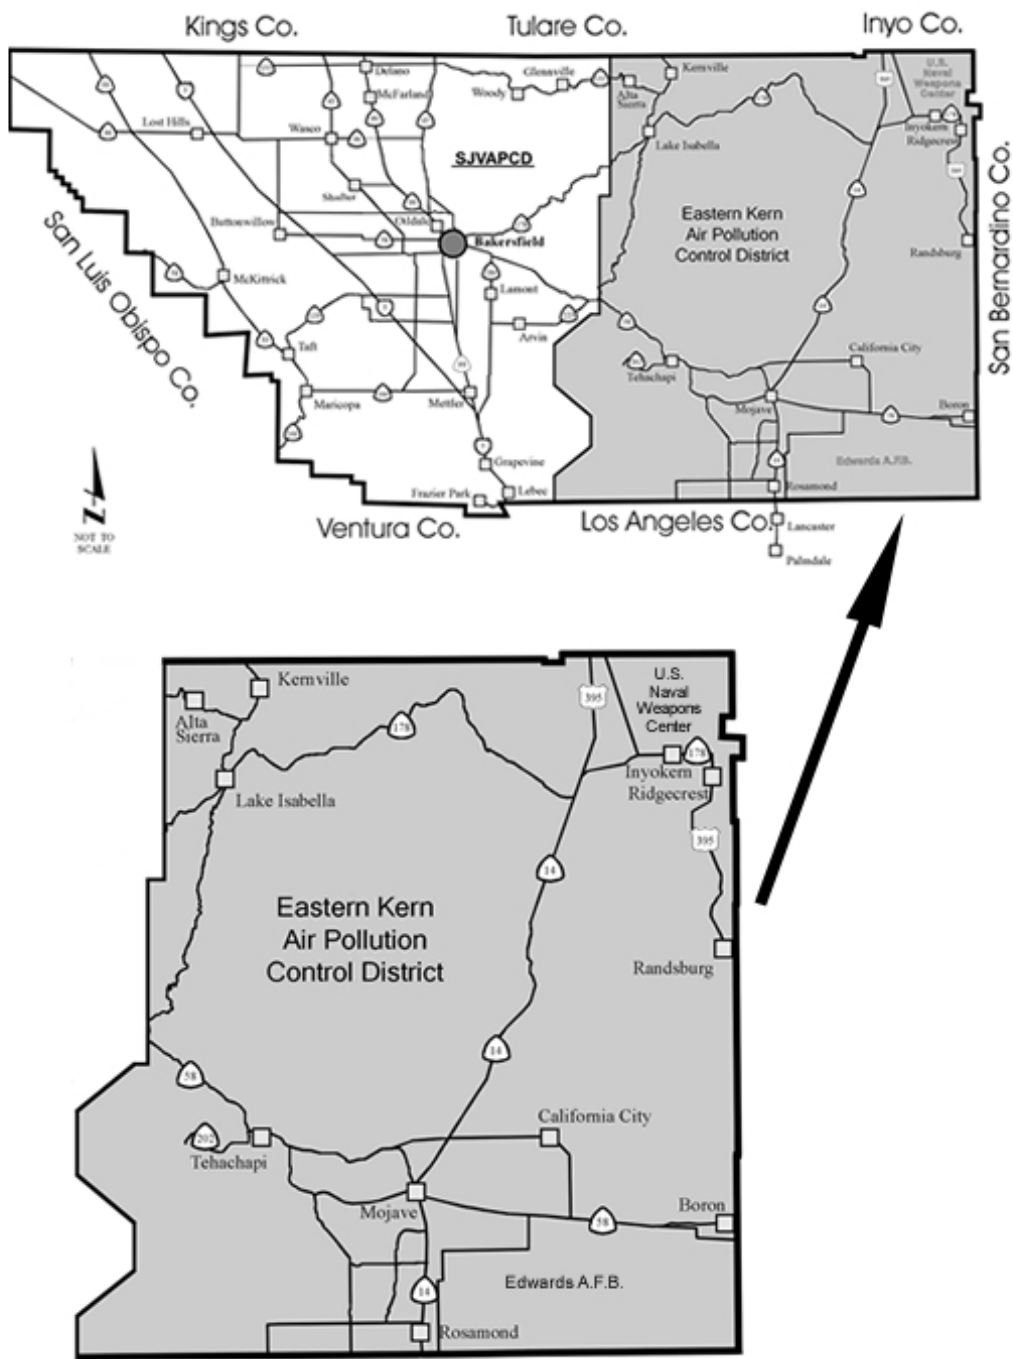 Kings Co.
Tulare Co.
Inyo Co.
Delano
McFarland
Glennville
Woody
Alta
Sierra
Kernville
U.S.
Naval
Weapons
Center
Lost Hills
Wasco
Lake Isabella
Inyokern
Ridgecrest
SJVAPCD
Shafter
Buttonwillow
Oildale
Bakersfield
Eastern Kern
Air Pollution
Control District
Randsburg
San Bernardino Co.
San Luis Obispo Co.
McKittrick
Lamont
Arvin
Taft
Maricopa
Mettler
Tehachapi
California City
Mojave
Boron
Edwards A.F.B.
Grapevine
Lebec
Frazier Park
Rosamond
Ventura Co.
Los Angeles Co.
Lancaster
Palmdale
N
NOT TO
SCALE
Kernville
Alta
Sierra
178
395
U.S.
Naval
Weapons
Center
178
Inyokern
Ridgecrest
Lake Isabella
395
14
Eastern Kern
Air Pollution
Control District
Randsburg
14
58
202
Tehachapi
California City
Mojave
Boron
58
Edwards A.F.B.
14
Rosamond